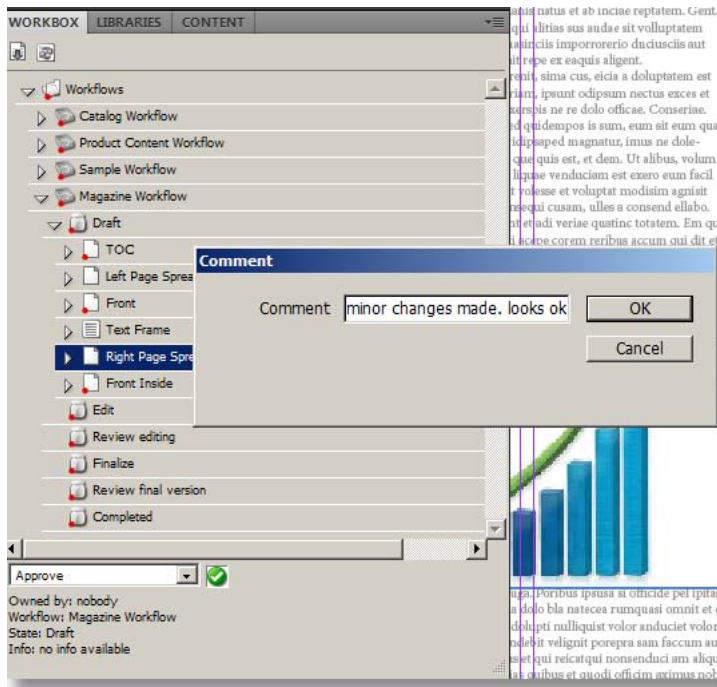 WORKBOX LIBRARIES CONTENT
Workflows
Catalog Workflow
Product Content Workflow
Sample Workflow
Magazine Workflow
Draft
TOC
Left Page Sprea
Front
Text Frame
Right Page Spre
Front Inside
Edit
Review editing
Finalize
Review final version
Completed
Approve
Owned by: nobody
Workflow: Magazine Workflow
State: Draft
Info: no info available
Comment
Comment minor changes made. looks ok OK
Cancel
natus et ab inciae reptatem. Gent.
qui alitias sus audae sit volluptatem
imporrorerio duciusciis aut
repe ex eaquis aligent.
sima cus, eicia a doluptatem est
ipsunt odipsum nectus exces et
ne re dolo officae. Conseriae.
quidempos is sum, eum sit eum qua
magnatur, imus ne dole-
que quis est, et dem. Ut alibus, volum
venduciam est exero eum facil
et voluptat modisim agnisit
cusam, ulles a consend ellabo.
et adi veriae quatinc totatem. Em qu
corem reribus accum qui dit et
Poribus ipsusa si officide pel ipitas
bla natecea rumquasi omnit et
nulliquist volor anduciet volor
velignit porepra sam faccum au
et qui reicatqui nonsenduci am aliqu
quibus et quodi officim aximus nob